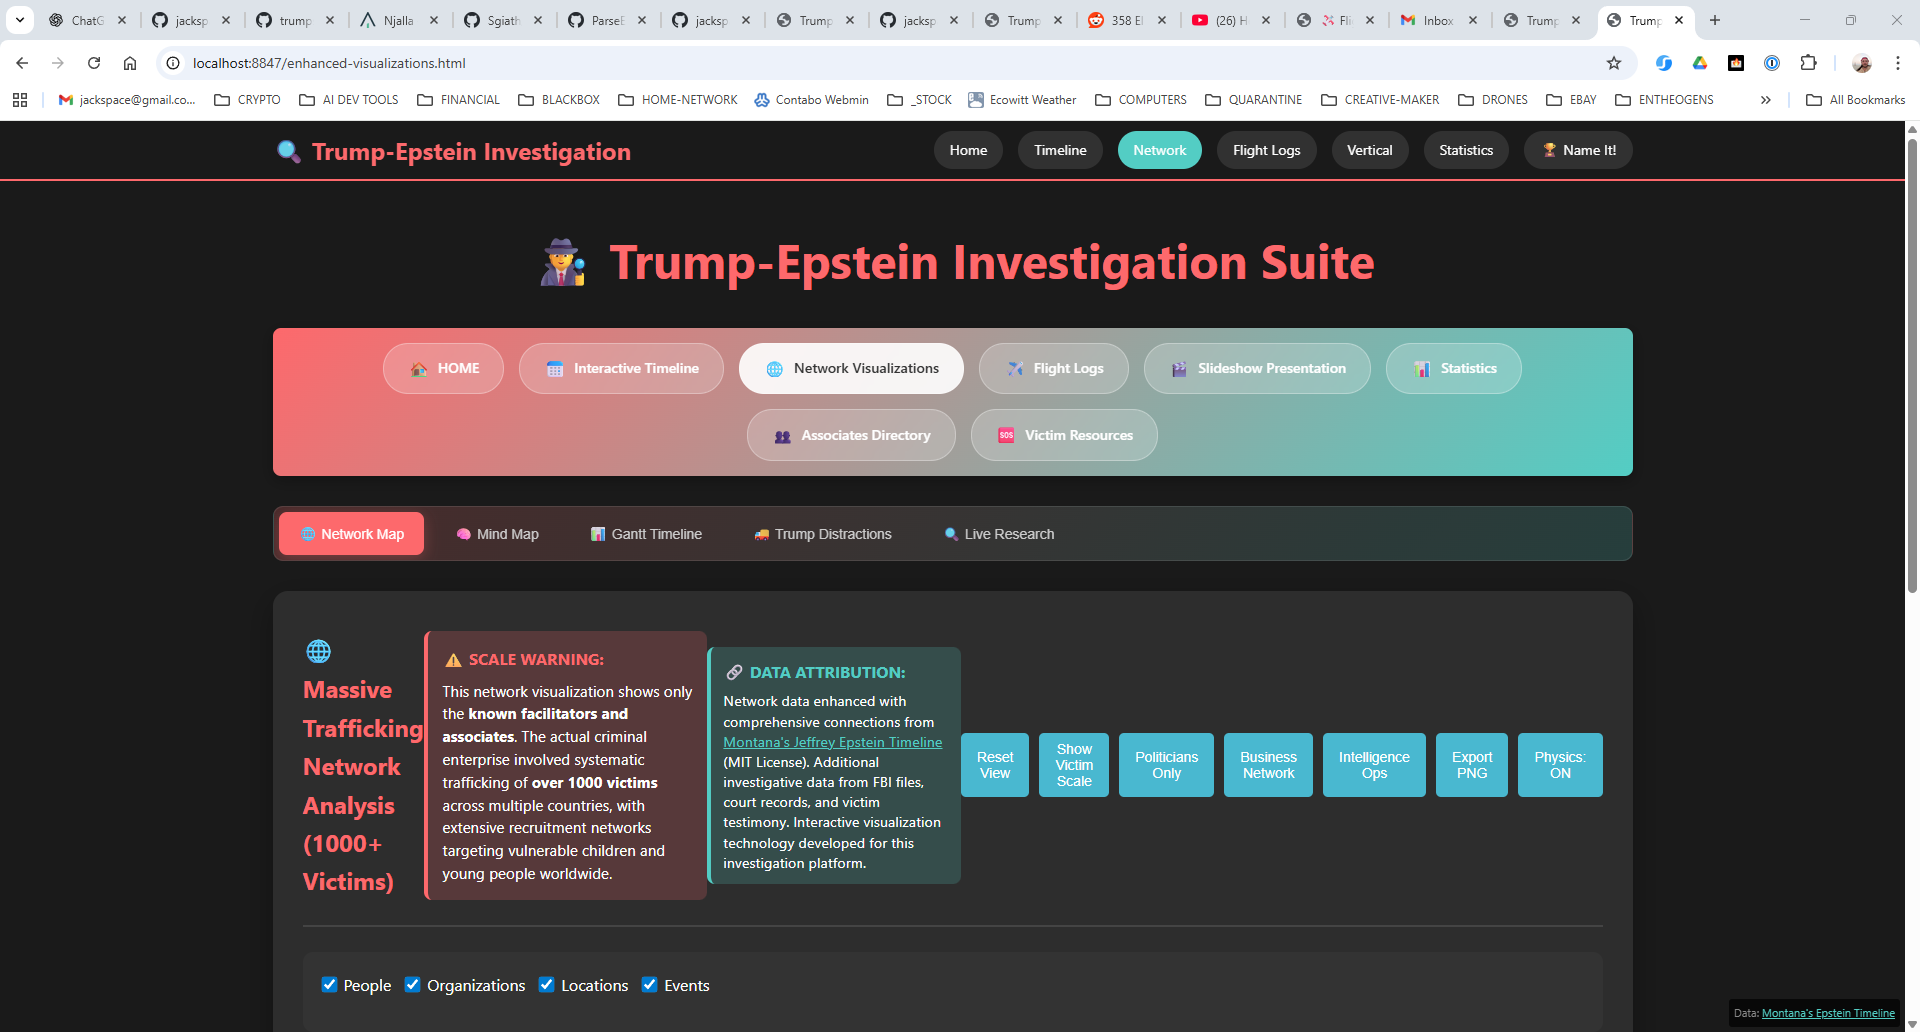 ChatG
jacksp
trump
Njalla
Sgiath
ParseE
jacksp
Trump
jacksp
Trump
358 El
(26) H
Fli
Inbox
Trump
Trump
localhost:8847/enhanced-visualizations.html
jackspace@gmail.co...
CRYPTO
AI DEV TOOLS
FINANCIAL
BLACKBOX
HOME-NETWORK
Contabo Webmin
_STOCK
Ecowitt Weather
COMPUTERS
QUARANTINE
CREATIVE-MAKER
DRONES
EBAY
ENTHEOGENS
All Bookmarks
Trump-Epstein Investigation
Home
Timeline
Network
Flight Logs
Vertical
Statistics
Name It!
Trump-Epstein Investigation Suite
HOME
Interactive Timeline
Network Visualizations
Flight Logs
Slideshow Presentation
Statistics
Associates Directory
SOS
Victim Resources
Network Map
Mind Map
Gantt Timeline
Trump Distractions
Live Research
Massive
Trafficking
Network
Analysis
(1000+
Victims)
SCALE WARNING:
This network visualization shows only
the known facilitators and
associates. The actual criminal
enterprise involved systematic
trafficking of over 1000 victims
across multiple countries, with
extensive recruitment networks
targeting vulnerable children and
young people worldwide.
DATA ATTRIBUTION:
Network data enhanced with
comprehensive connections from
Montana's Jeffrey Epstein Timeline
(MIT License). Additional
investigative data from FBI files,
court records, and victim
testimony. Interactive visualization
technology developed for this
investigation platform.
Reset
View
Show
Victim
Scale
Politicians
Only
Business
Network
Intelligence
Ops
Export
PNG
Physics:
ON
People
Organizations
Locations
Events
Data: Montana's Epstein Timeline